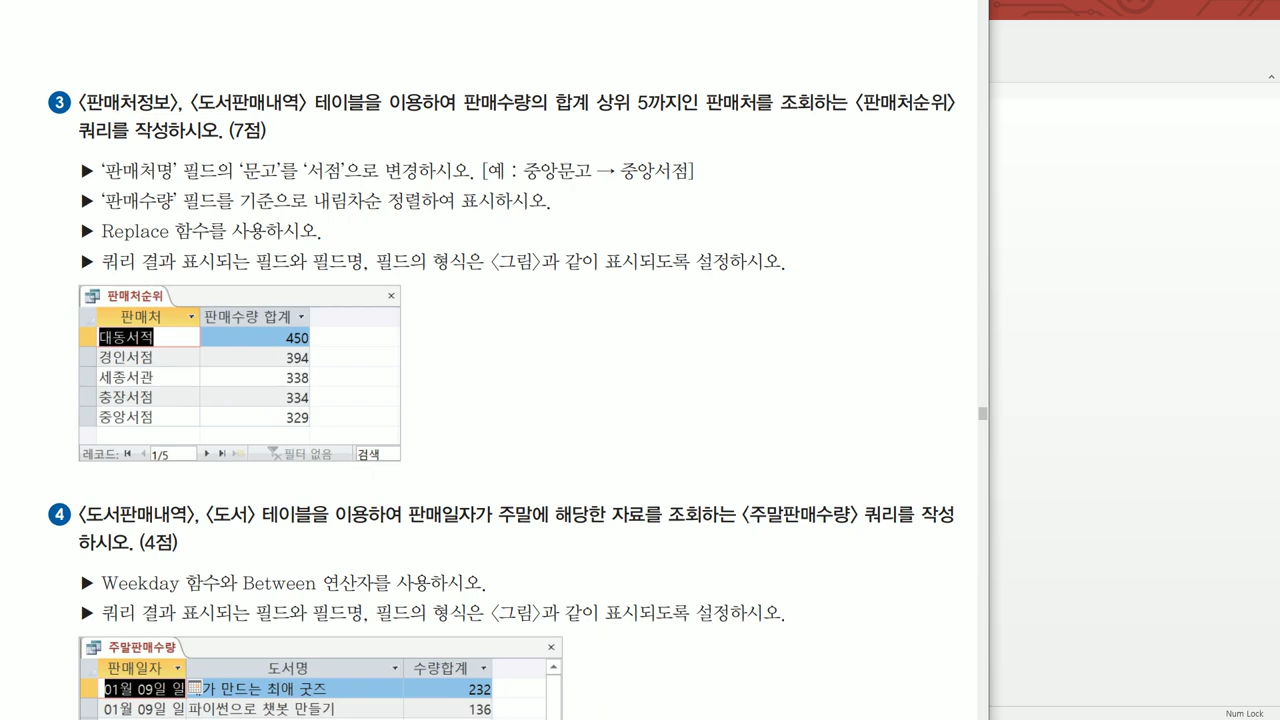 3 〈판매처정보〉, 〈도서판매내역〉 테이블을 이용하여 판매수량의 합계 상위 5까지인 판매처를 조회하는 〈판매처순위〉
쿼리를 작성하시오. (7점)
▶ ‘판매처명’ 필드의 ‘문고’를 ‘서점’으로 변경하시오. [예 : 중앙문고 → 중앙서점]
▶ ‘판매수량’ 필드를 기준으로 내림차순 정렬하여 표시하시오.
▶ Replace 함수를 사용하시오.
▶ 쿼리 결과 표시되는 필드와 필드명, 필드의 형식은 〈그림〉과 같이 표시되도록 설정하시오.
판매처순위 ×
판매처 판매수량 합계
대동서적 450
경인서점 394
세종서관 338
충장서점 334
중앙서점 329
레코드: 1/5 필터 없음 검색
4 〈도서판매내역〉, 〈도서〉 테이블을 이용하여 판매일자가 주말에 해당한 자료를 조회하는 〈주말판매수량〉 쿼리를 작성
하시오. (4점)
▶ Weekday 함수와 Between 연산자를 사용하시오.
▶ 쿼리 결과 표시되는 필드와 필드명, 필드의 형식은 〈그림〉과 같이 표시되도록 설정하시오.
주말판매수량 ×
판매일자 도서명 수량합계
01월 09일 일 가 만드는 최애 굿즈 232
01월 09일 일 파이썬으로 챗봇 만들기 136
Num Lock